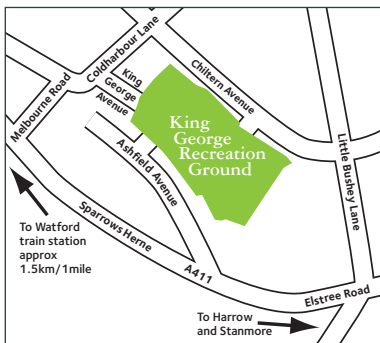 Coldharbour Lane
Melbourne Road
King
George
Avenue
Chiltern Avenue
King
George
Recreation
Ground
Ashfield Avenue
Little Bushey Lane
To Watford
train station
approx
1.5km/1mile
Sparrows Herne
A411
Elstree Road
To Harrow
and Stanmore